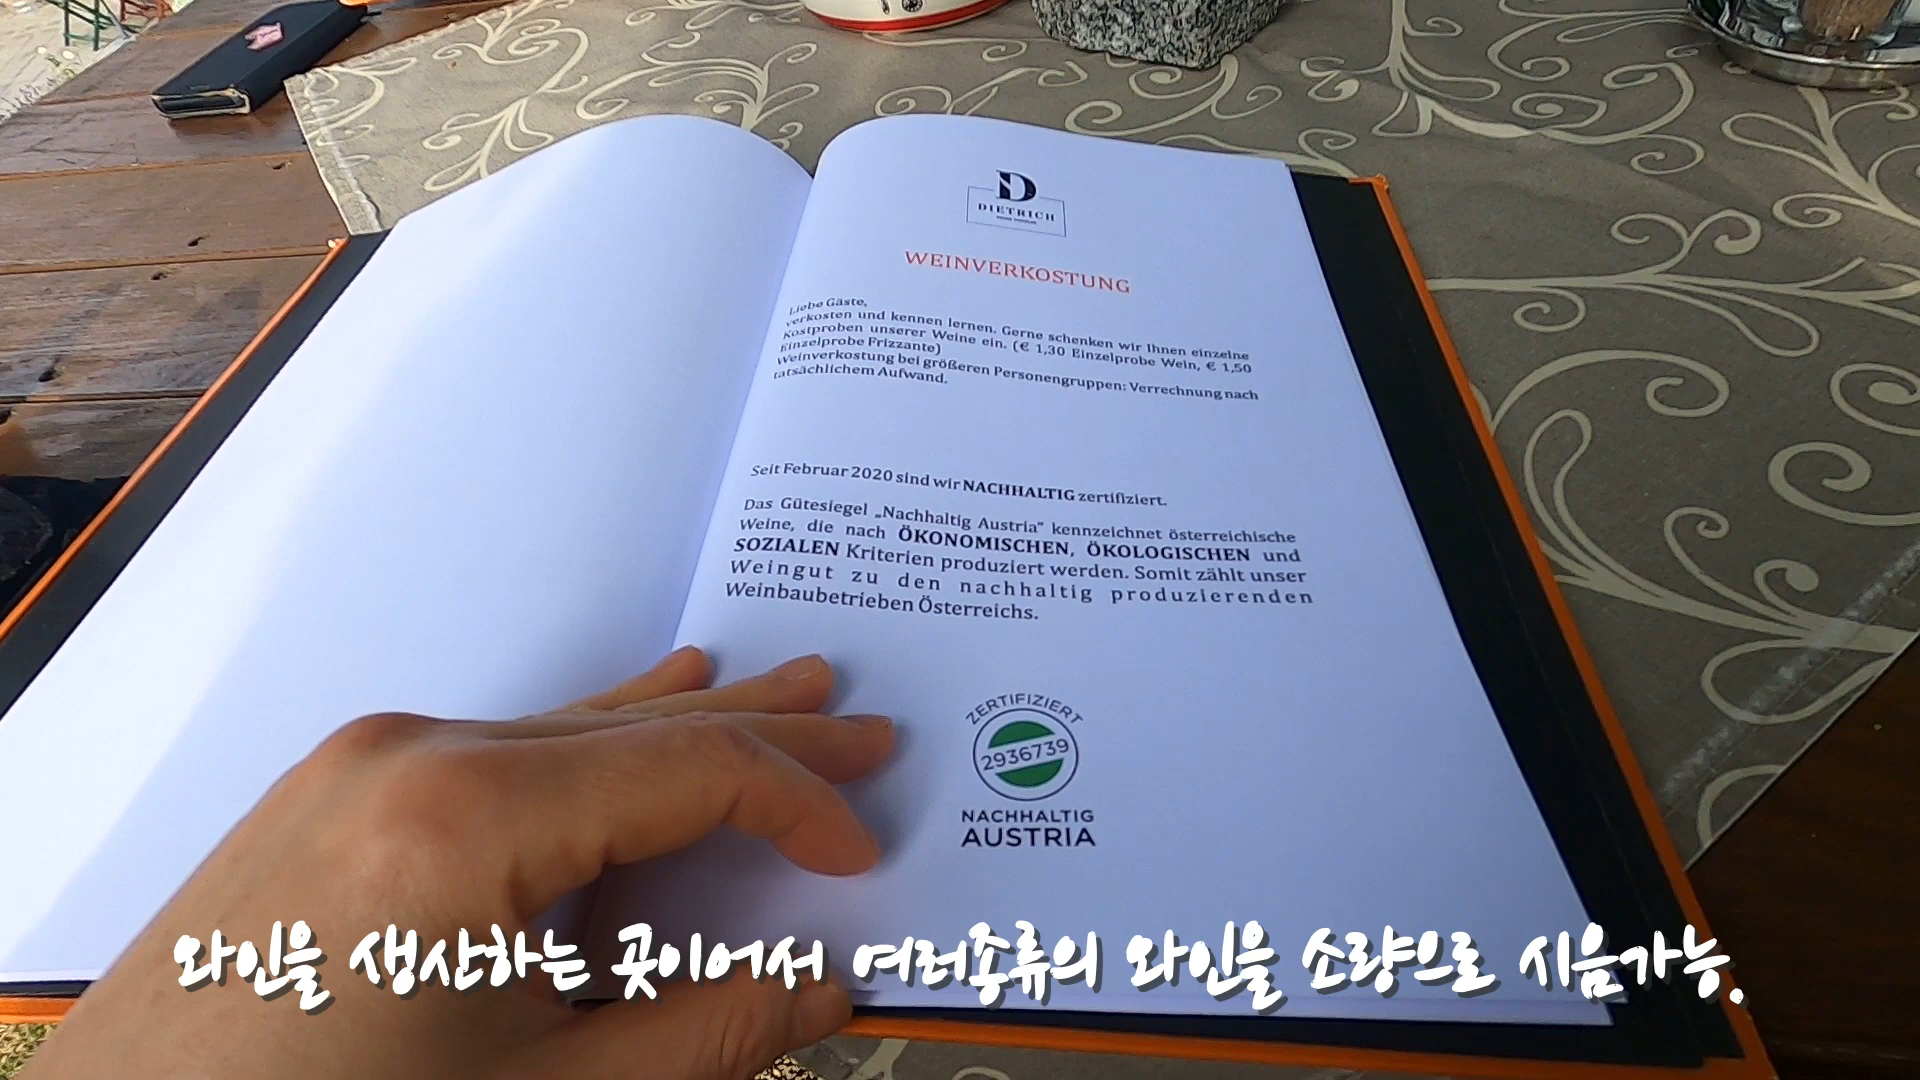 D
DIETRICH
WEINVERKOSTUNG
Liebe Gäste,
verkosten und kennen lernen. Gerne schenken wir Ihnen einzelne
Kostproben unserer Weine ein. (€ 1,30 Einzelprobe Wein, € 1,50
Einzelprobe Frizzante)
Weinverkostung bei größeren Personengruppen: Verrechnung nach
tatsächlichem Aufwand.
Seit Februar 2020 sind wir NACHHALTIG zertifiziert.
Das Gütesiegel „Nachhaltig Austria“ kennzeichnet österreichische
Weine, die nach ÖKONOMISCHEN, ÖKOLOGISCHEN und
SOZIALEN Kriterien produziert werden. Somit zählt unser
Weingut zu den nachhaltig produzierenden
Weinbaubetrieben Österreichs.
ZERTIFIZIERT
2936739
NACHHALTIG
AUSTRIA
와인을 생산하는 곳이어서 여러종류의 와인을 소량으로 시음가능.